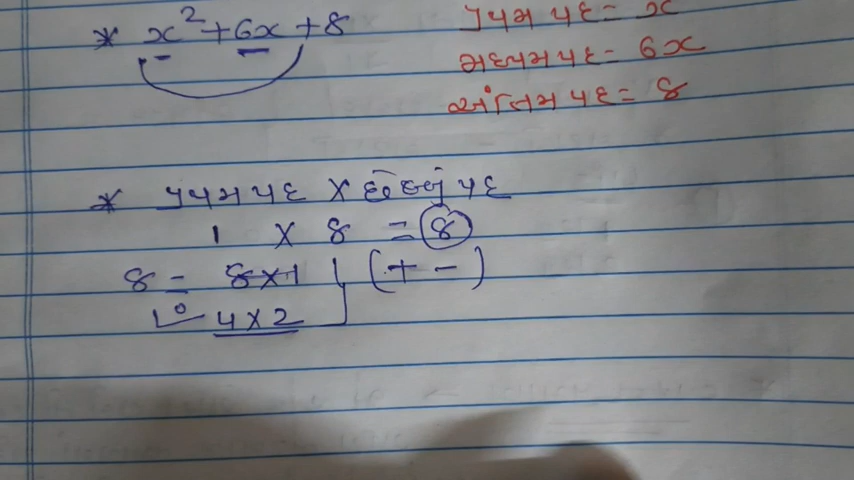 * x² + 6x + 8
પ્રથમ પદ = x
મધ્યમ પદ = 6x
અંતિમ પદ = 8
* પ્રથમ પદ × છેલ્લું પદ
1 × 8 = 8
8 = 8×1 (+ −)
4×2